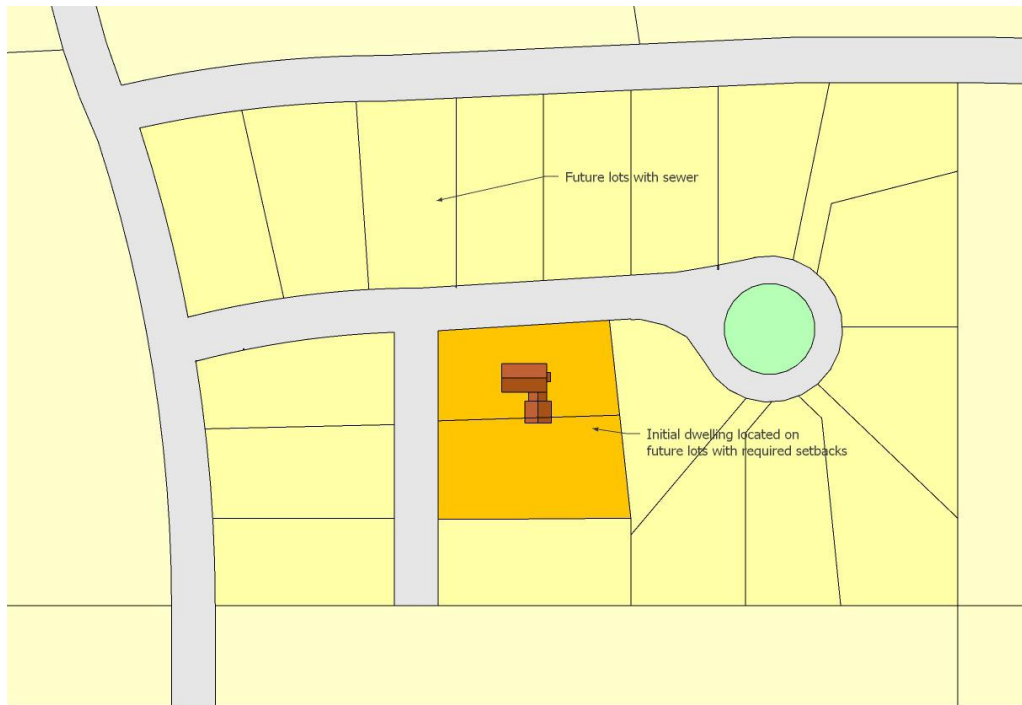 Future lots with sewer
Initial dwelling located on
future lots with required setbacks